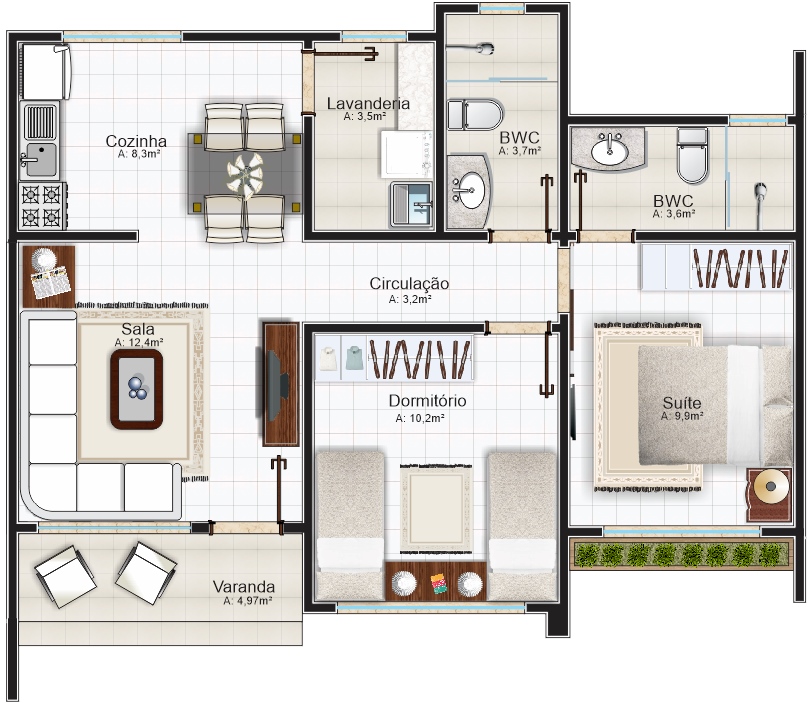 Lavanderia
A: 3,5m²
Cozinha
A: 8,3m²
BWC
A: 3,7m²
BWC
A: 3,6m²
Circulação
A: 3,2m²
Sala
A: 12,4m²
Dormitório
A: 10,2m²
Suíte
A: 9,9m²
Varanda
A: 4,97m²